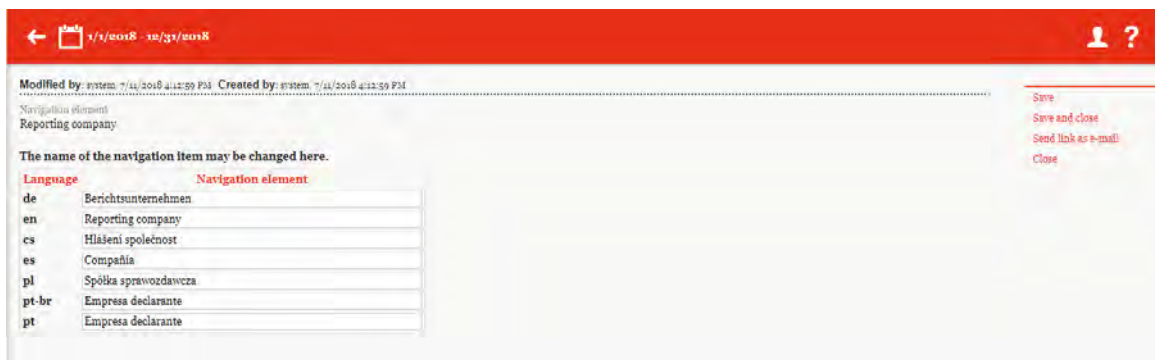 1/1/2018 - 12/31/2018
?
Modified by: system, 7/11/2018 4:12:59 PM Created by: system, 7/11/2018 4:12:59 PM
Navigation element
Reporting company
The name of the navigation item may be changed here.
Language Navigation element
de Berichtsunternehmen
en Reporting company
cs Hlášení společnost
es Compañía
pl Spółka sprawozdawcza
pt-br Empresa declarante
pt Empresa declarante
Save
Save and close
Send link as e-mail
Close